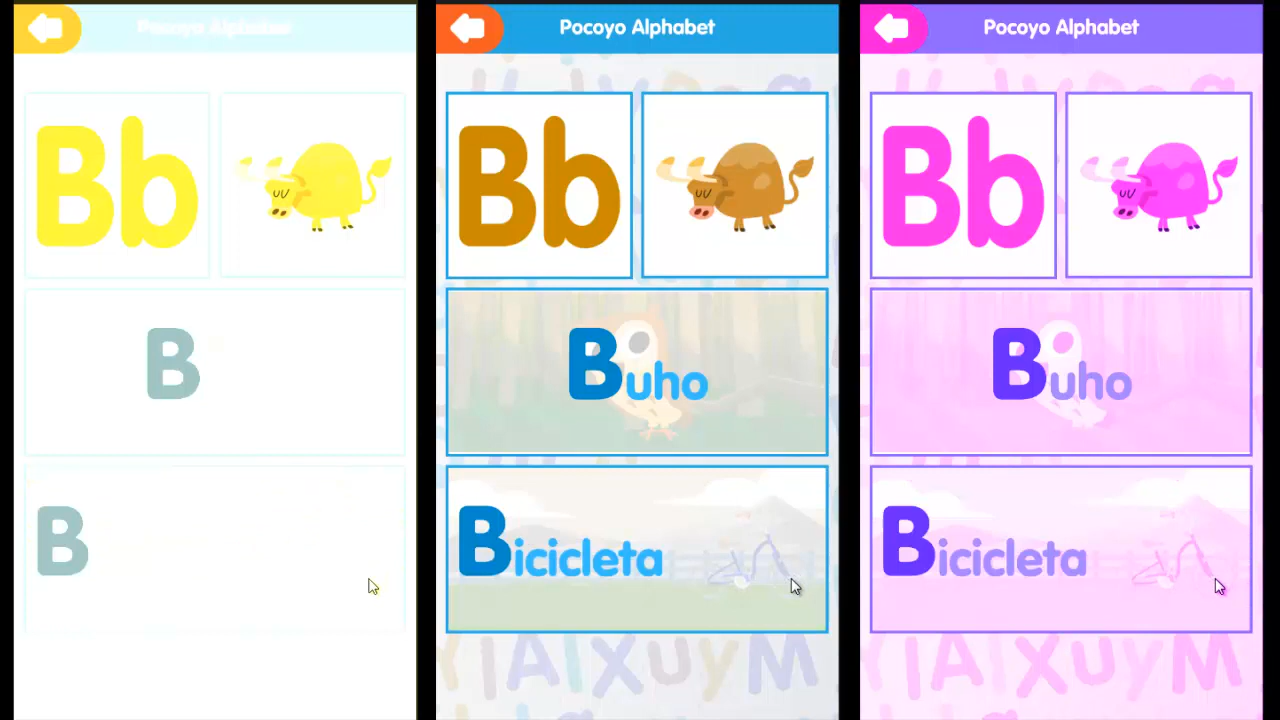 Pocoyo Alphabet
Bb
B
B
Pocoyo Alphabet
Bb
Buho
Bicicleta
Y I A I X U Y M
Pocoyo Alphabet
Bb
Buho
Bicicleta
Y I A I X U Y M